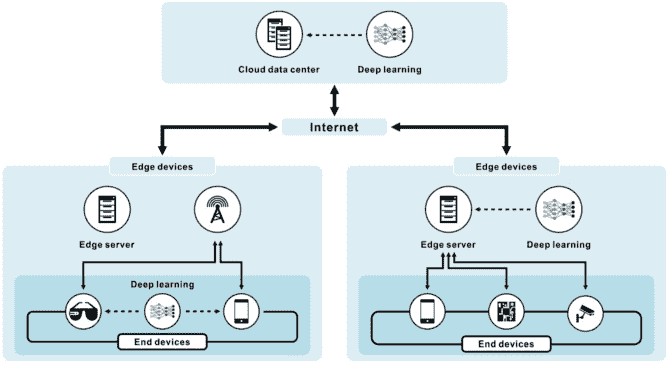 Cloud data center
Deep learning
Internet
Edge devices
Edge server
Deep learning
End devices
Edge devices
Edge server
Deep learning
End devices